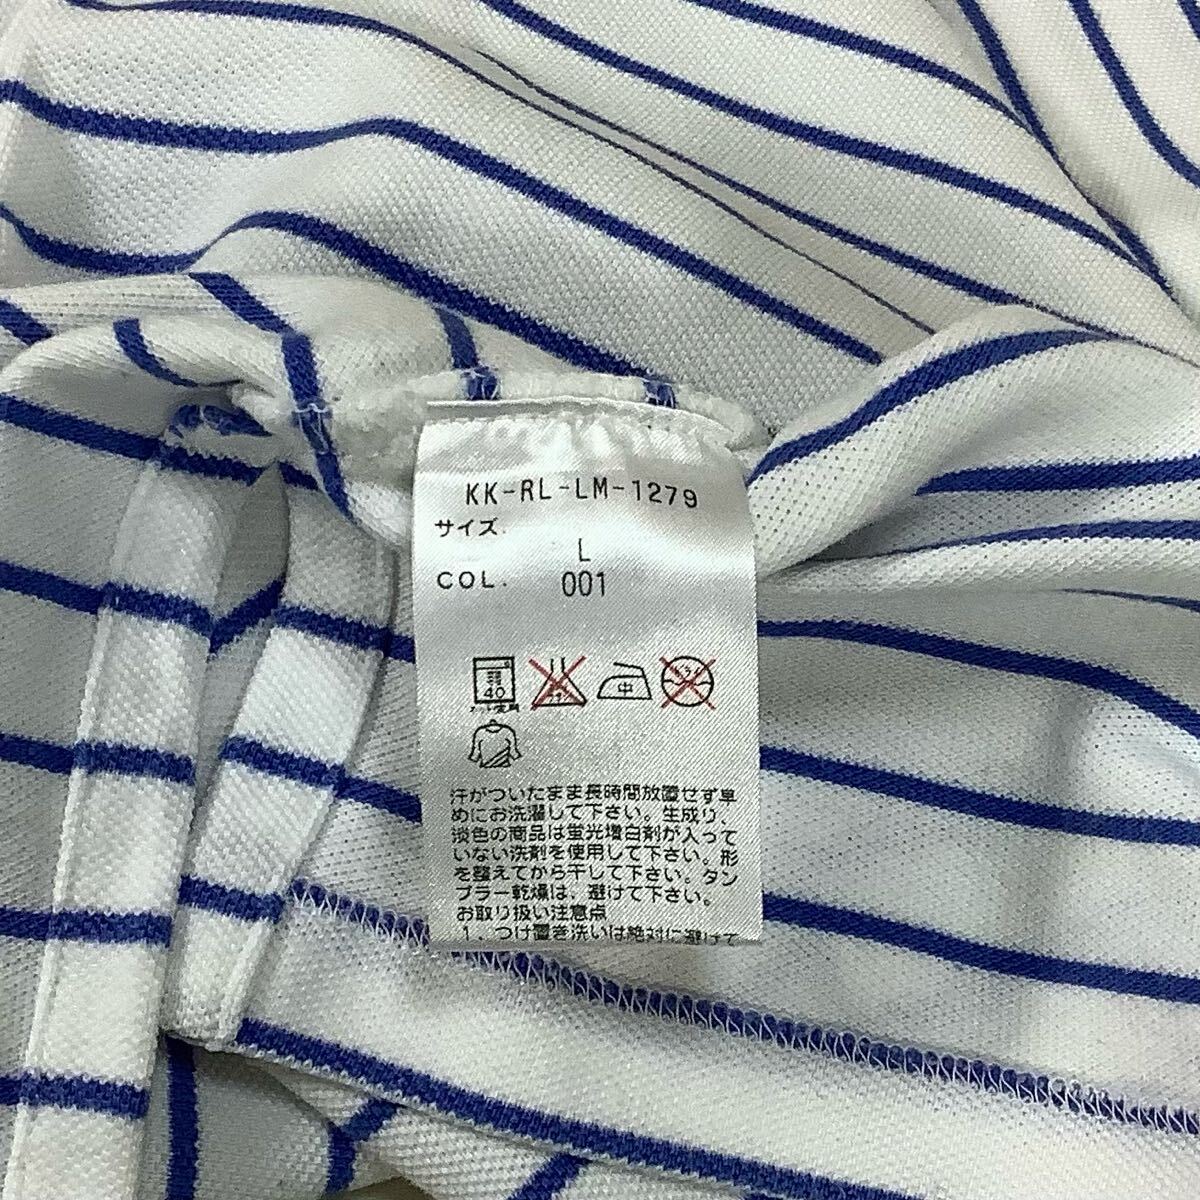 KK-RL-LM-1279
サイズ.
L
COL. 001
40
中
汗がついたまま長時間放置せず早
めにお洗濯して下さい。生成り、
淡色の商品は蛍光増白剤が入って
いない洗剤を使用して下さい。形
を整えてから干して下さい。タン
ブラー乾燥は、避けて下さい。
お取り扱い注意点
1．つけ置き洗いは絶対に避けて